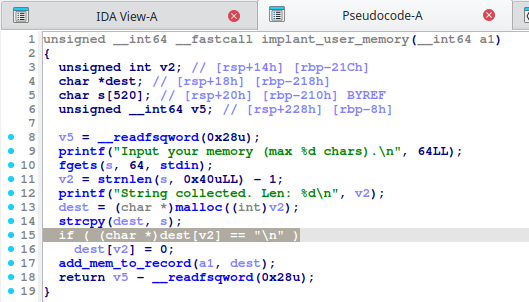 IDA View-A
Pseudocode-A
1 unsigned __int64 __fastcall implant_user_memory(__int64 a1)
2 {
3 unsigned int v2; // [rsp+14h] [rbp-21Ch]
4 char *dest; // [rsp+18h] [rbp-218h]
5 char s[520]; // [rsp+20h] [rbp-210h] BYREF
6 unsigned __int64 v5; // [rsp+228h] [rbp-8h]
7
8 v5 = __readfsqword(0x28u);
9 printf("Input your memory (max %d chars).\n", 64LL);
10 fgets(s, 64, stdin);
11 v2 = strnlen(s, 0x40uLL) - 1;
12 printf("String collected. Len: %d\n", v2);
13 dest = (char *)malloc((int)v2);
14 strcpy(dest, s);
15 if ( (char *)dest[v2] == "\n" )
16 dest[v2] = 0;
17 add_mem_to_record(a1, dest);
18 return v5 - __readfsqword(0x28u);
19 }